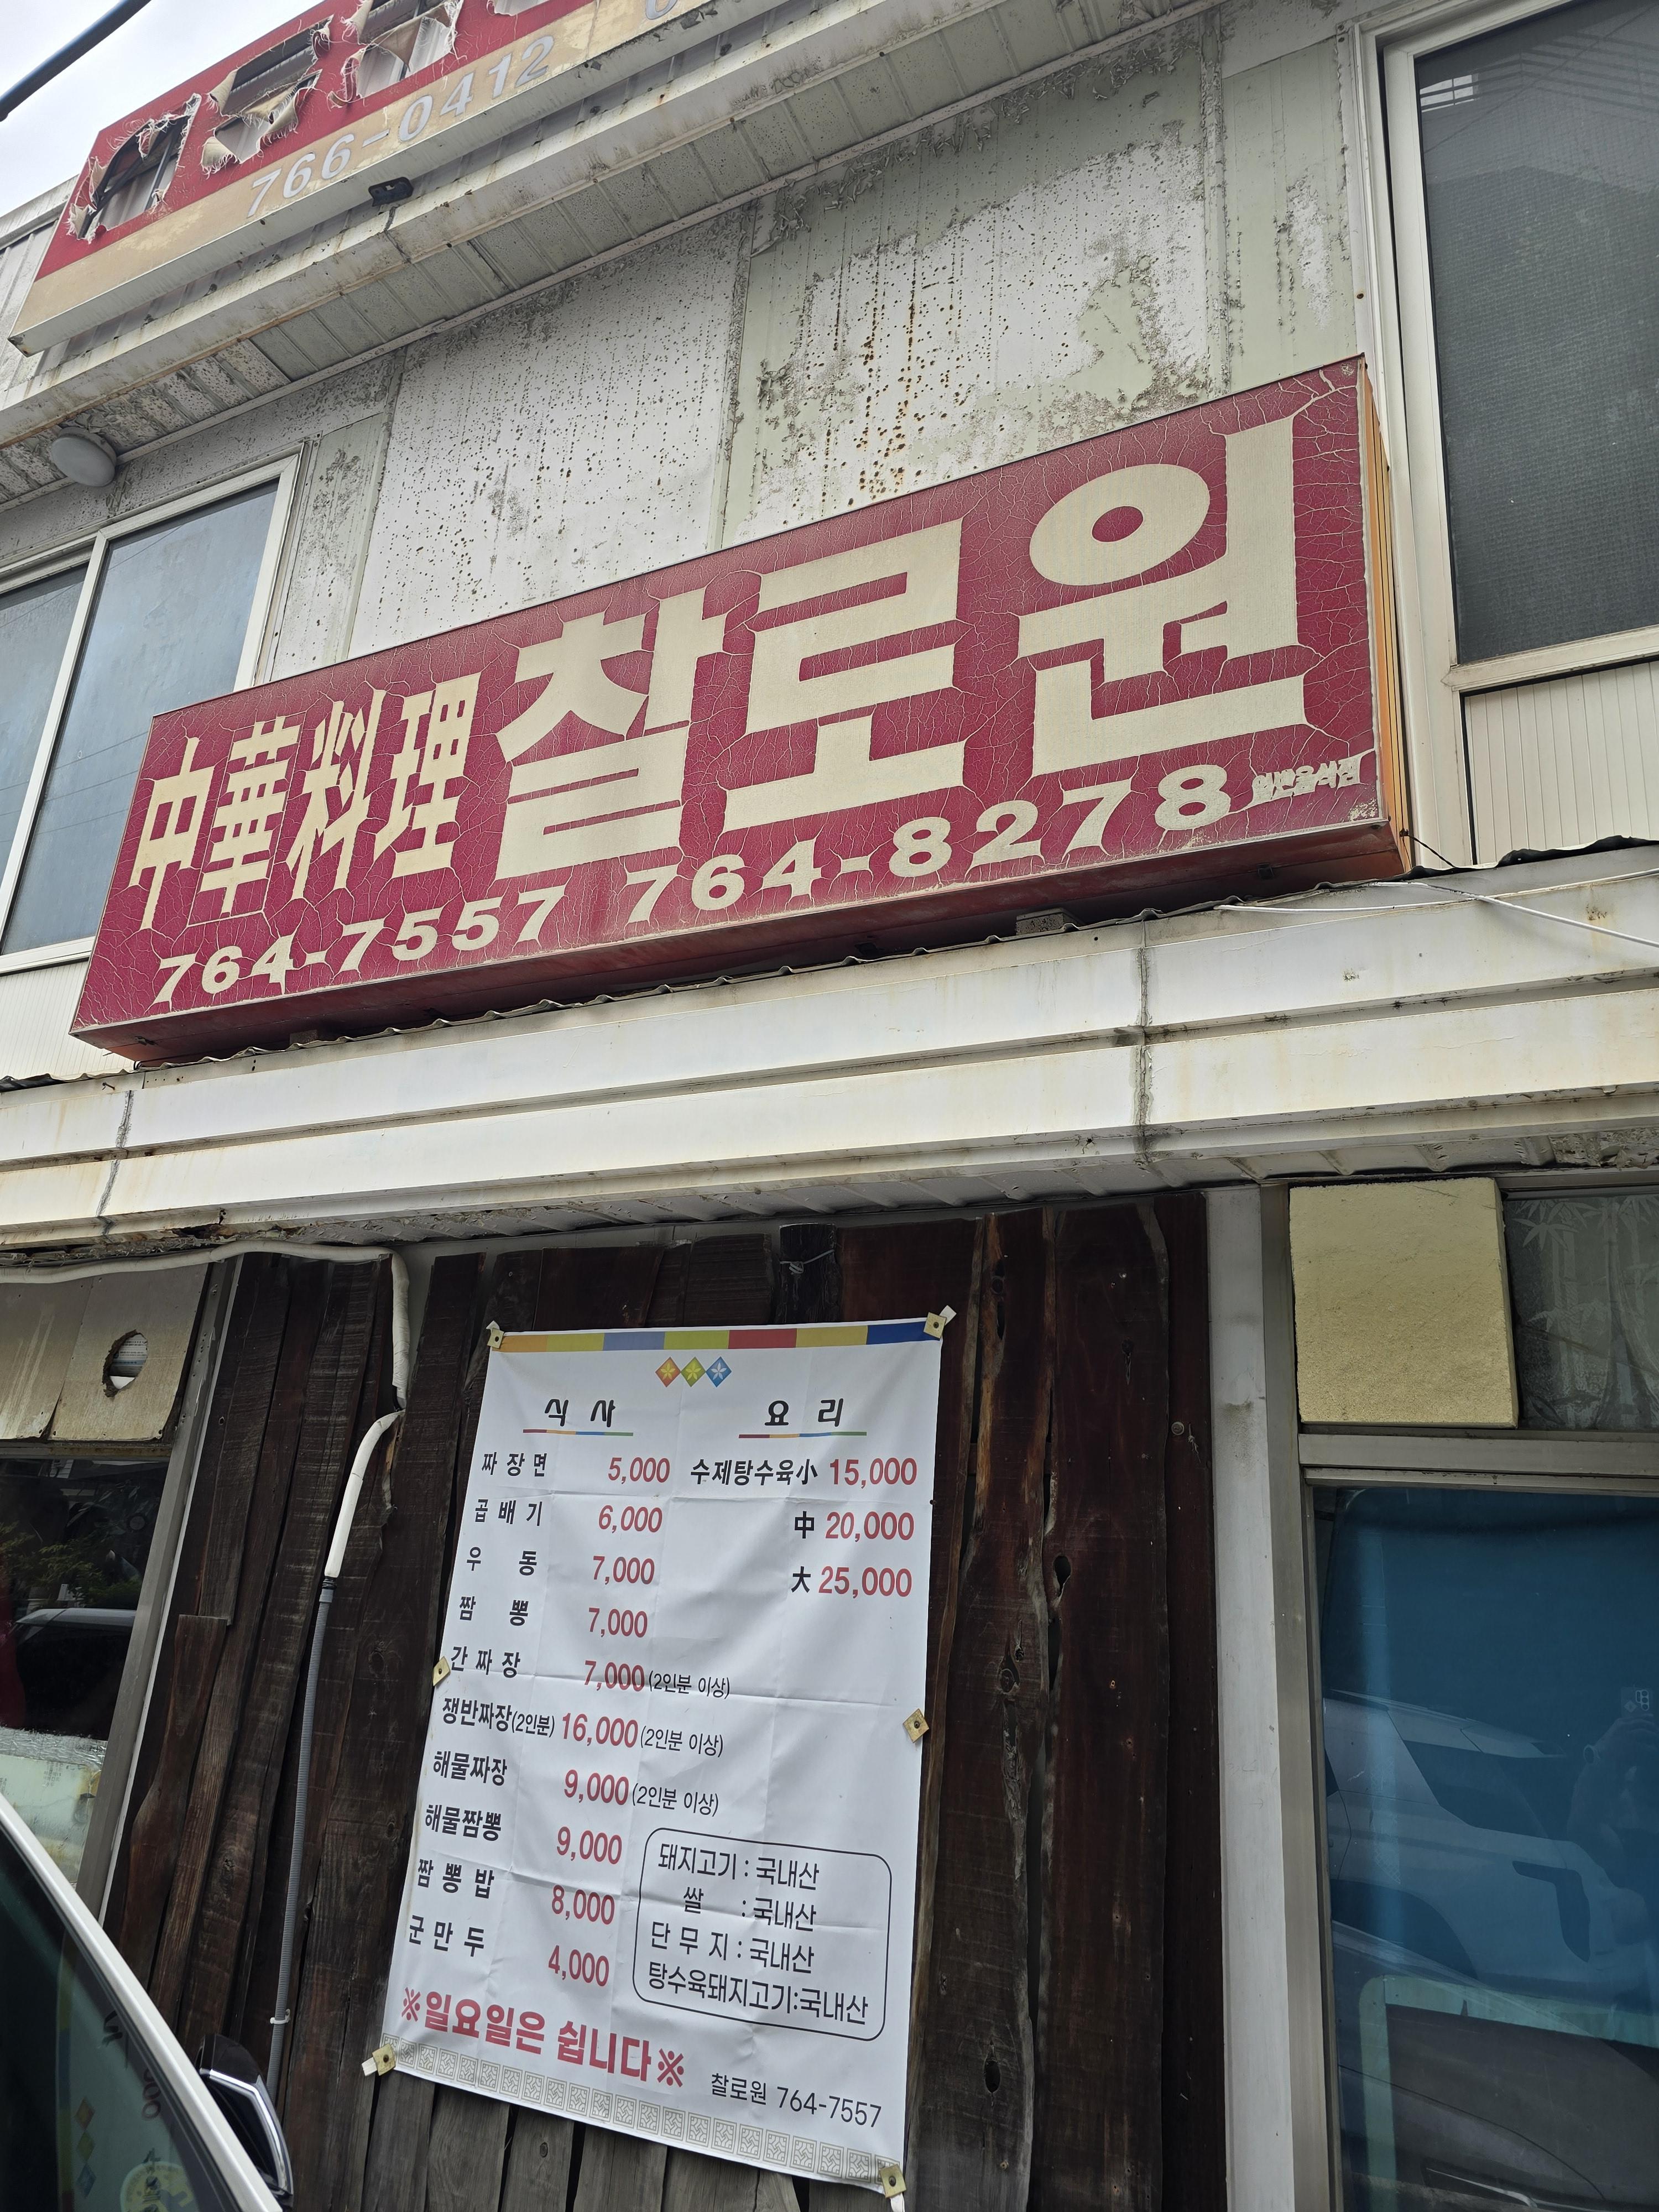 766-0412
中華料理 찰로원
764-7557 764-8278 일반음식점
식사 요리
짜장면 5,000 수제탕수육小 15,000
곱배기 6,000 中 20,000
우동 7,000 大 25,000
짬뽕 7,000
간짜장 7,000 (2인분 이상)
쟁반짜장(2인분) 16,000 (2인분 이상)
해물짜장 9,000 (2인분 이상)
해물짬뽕 9,000
짬뽕밥 8,000
군만두 4,000
돼지고기 : 국내산
쌀 : 국내산
단무지 : 국내산
탕수육돼지고기:국내산
※일요일은 쉽니다※
찰로원 764-7557